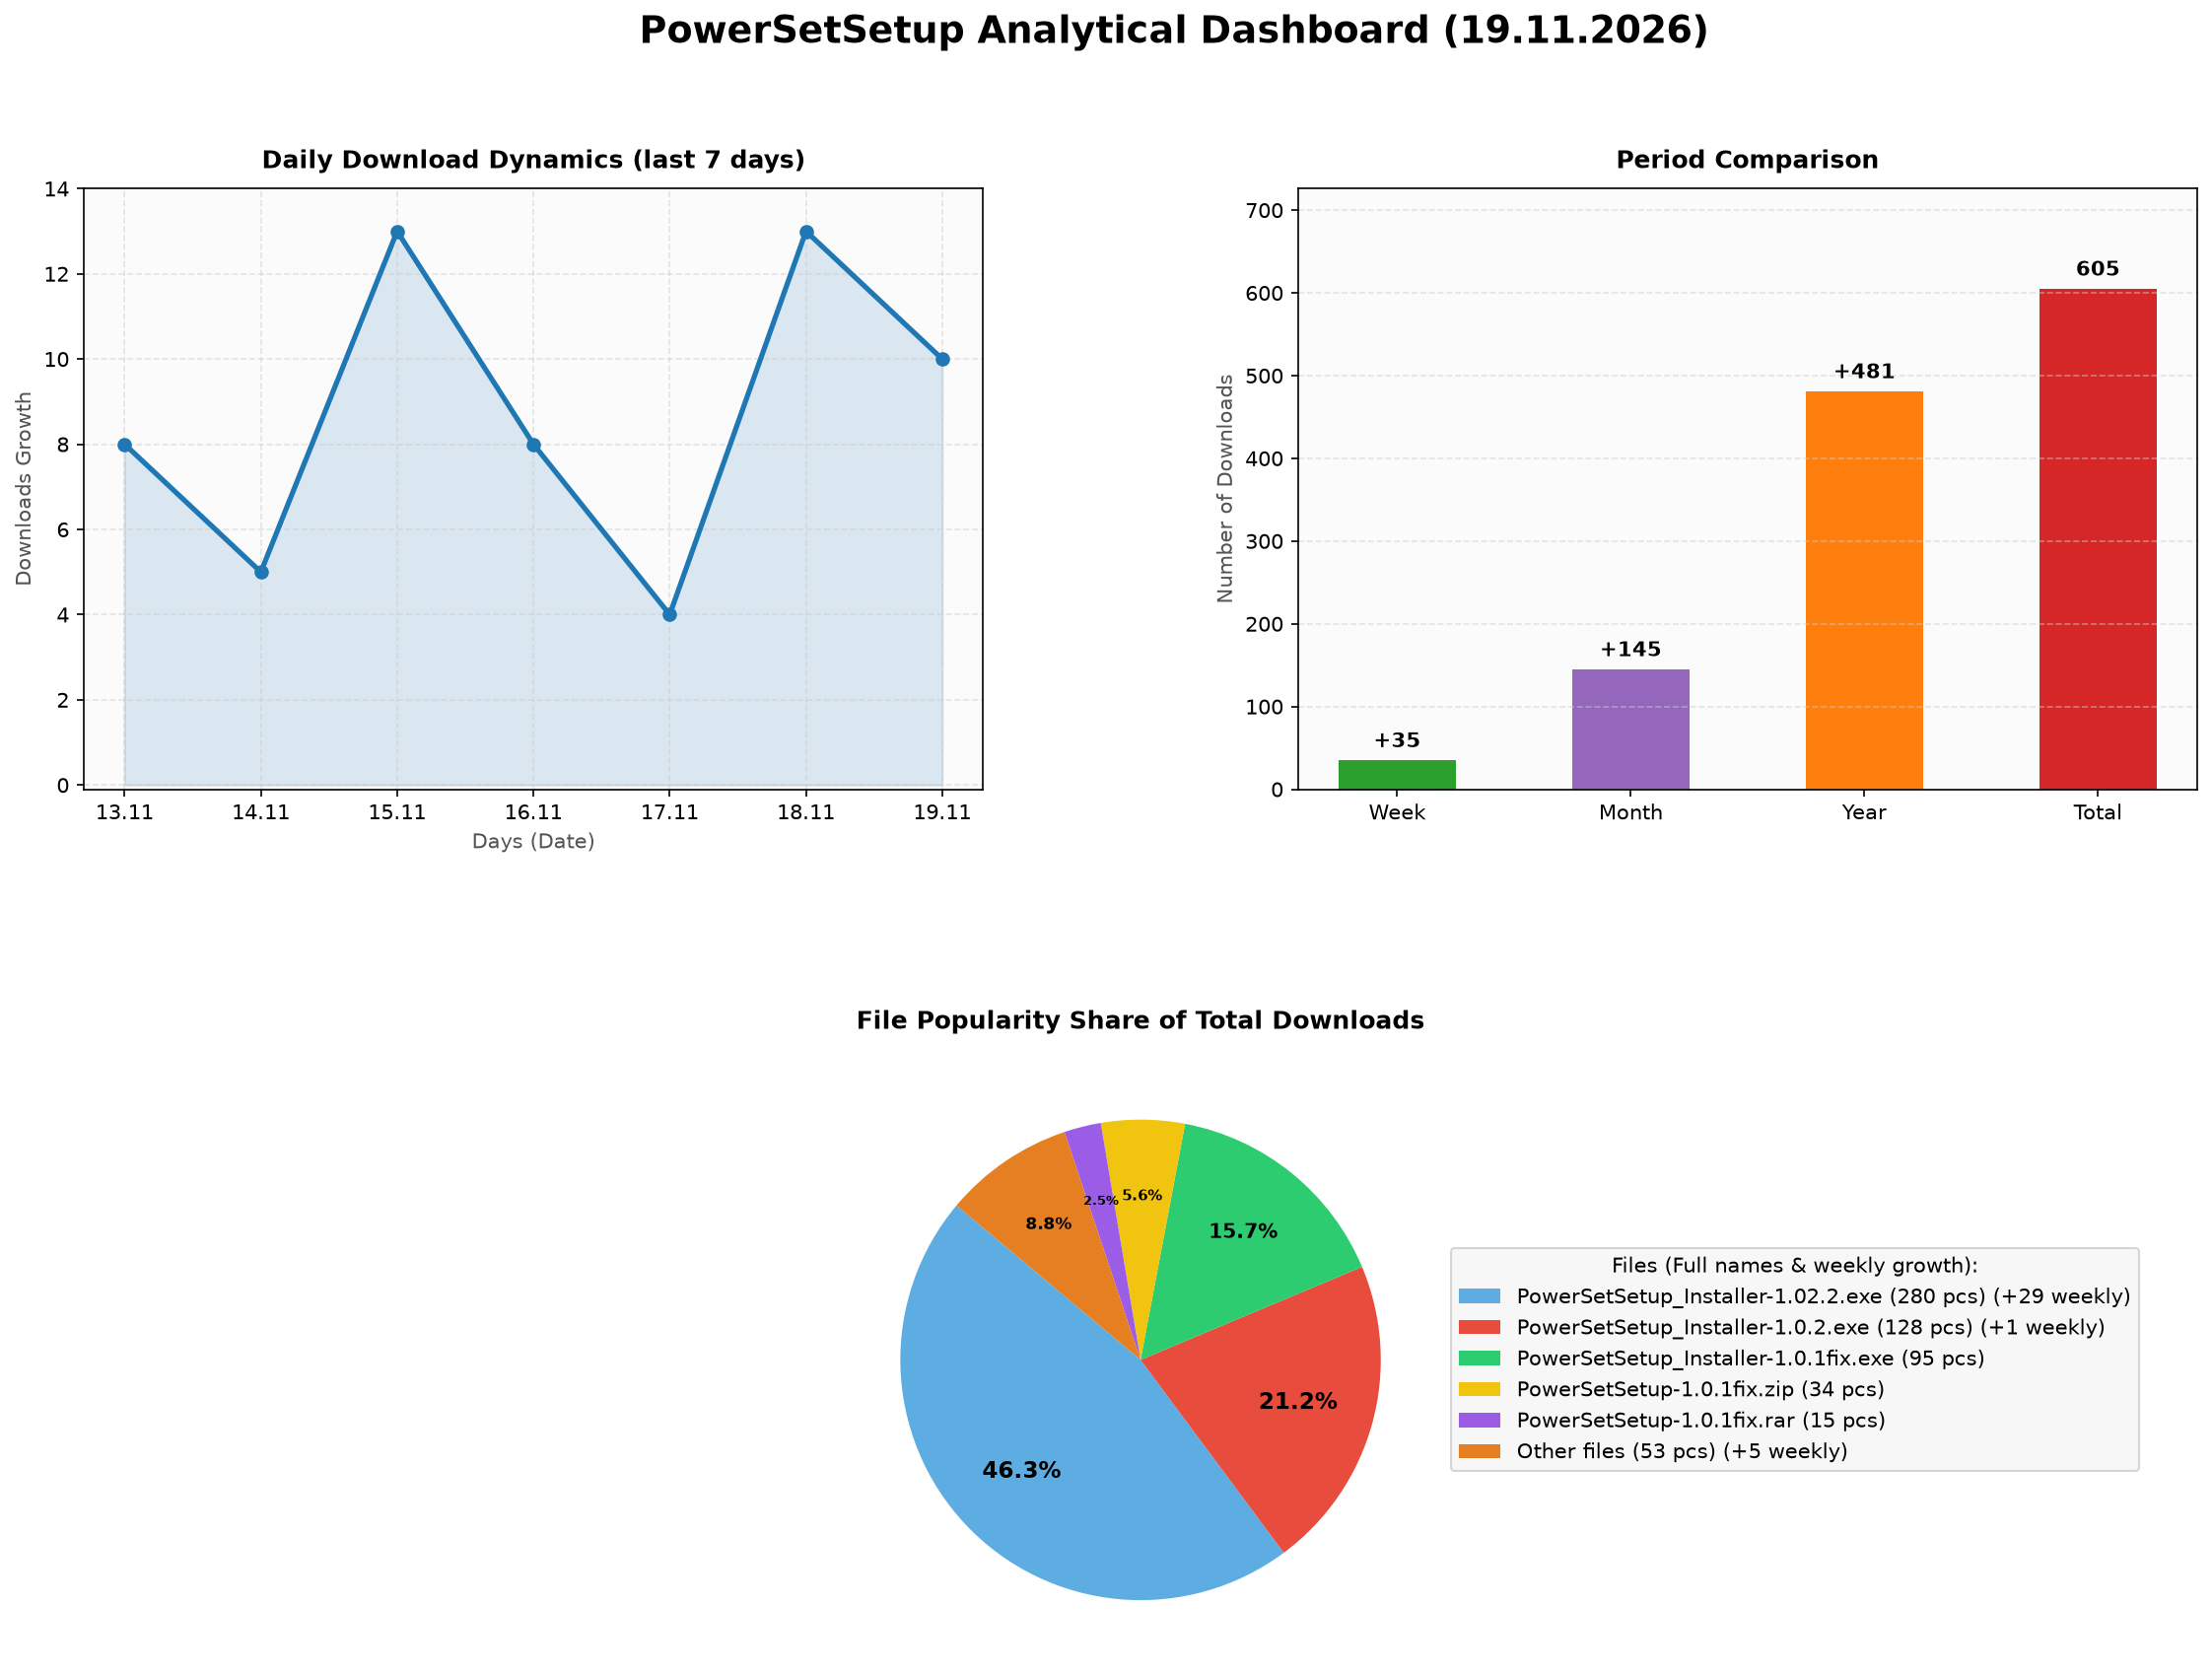 PowerSetSetup Analytical Dashboard (19.11.2026)
Daily Download Dynamics (last 7 days)
Downloads Growth
14
12
10
8
6
4
2
0
13.11 14.11 15.11 16.11 17.11 18.11 19.11
Days (Date)
Period Comparison
Number of Downloads
700
600
500
400
300
200
100
0
+35
+145
+481
605
Week Month Year Total
File Popularity Share of Total Downloads
46.3%
21.2%
15.7%
5.6%
2.5%
8.8%
Files (Full names & weekly growth):
PowerSetSetup_Installer-1.02.2.exe (280 pcs) (+29 weekly)
PowerSetSetup_Installer-1.0.2.exe (128 pcs) (+1 weekly)
PowerSetSetup_Installer-1.0.1fix.exe (95 pcs)
PowerSetSetup-1.0.1fix.zip (34 pcs)
PowerSetSetup-1.0.1fix.rar (15 pcs)
Other files (53 pcs) (+5 weekly)